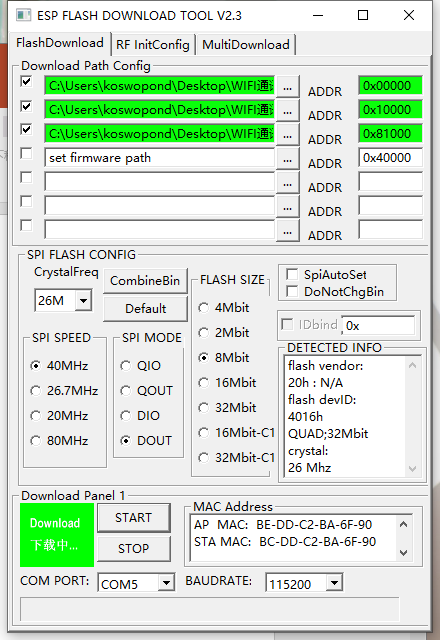 ESP FLASH DOWNLOAD TOOL V2.3
FlashDownload RF InitConfig MultiDownload
Download Path Config
C:\Users\koswopond\Desktop\WIFI通 ... ADDR 0x00000
C:\Users\koswopond\Desktop\WIFI通 ... ADDR 0x10000
C:\Users\koswopond\Desktop\WIFI通 ... ADDR 0x81000
set firmware path ... ADDR 0x40000
... ADDR
... ADDR
... ADDR
SPI FLASH CONFIG
CrystalFreq
26M
CombineBin
Default
SPI SPEED
40MHz
26.7MHz
20MHz
80MHz
SPI MODE
QIO
QOUT
DIO
DOUT
FLASH SIZE
4Mbit
2Mbit
8Mbit
16Mbit
32Mbit
16Mbit-C1
32Mbit-C1
SpiAutoSet
DoNotChgBin
IDbind 0x
DETECTED INFO
flash vendor:
20h : N/A
flash devID:
4016h
QUAD;32Mbit
crystal:
26 Mhz
Download Panel 1
Download
下载中...
START
STOP
MAC Address
AP MAC: BE-DD-C2-BA-6F-90
STA MAC: BC-DD-C2-BA-6F-90
COM PORT: COM5 BAUDRATE: 115200